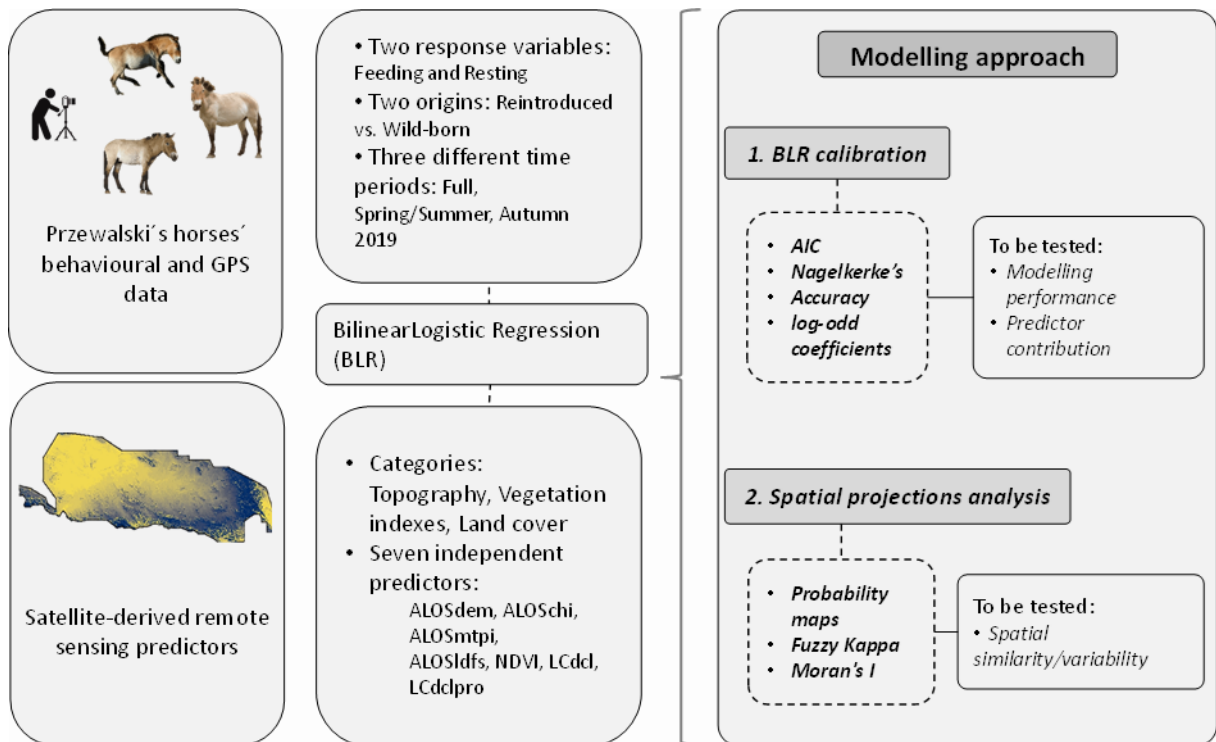 Przewalski´s horses´
behavioural and GPS
data
Satellite-derived remote
sensing predictors
• Two response variables:
Feeding and Resting
• Two origins: Reintroduced
vs. Wild-born
• Three different time
periods: Full,
Spring/Summer, Autumn
2019
BilinearLogistic Regression
(BLR)
• Categories:
Topography, Vegetation
indexes, Land cover
• Seven independent
predictors:
ALOSdem, ALOSchi,
ALOSmtpi,
ALOSldfs, NDVI, LCdcl,
LCdclpro
Modelling approach
1. BLR calibration
• AIC
• Nagelkerke’s
• Accuracy
• log-odd
coefficients
To be tested:
• Modelling
performance
• Predictor
contribution
2. Spatial projections analysis
• Probability
maps
• Fuzzy Kappa
• Moran's I
To be tested:
• Spatial
similarity/variability